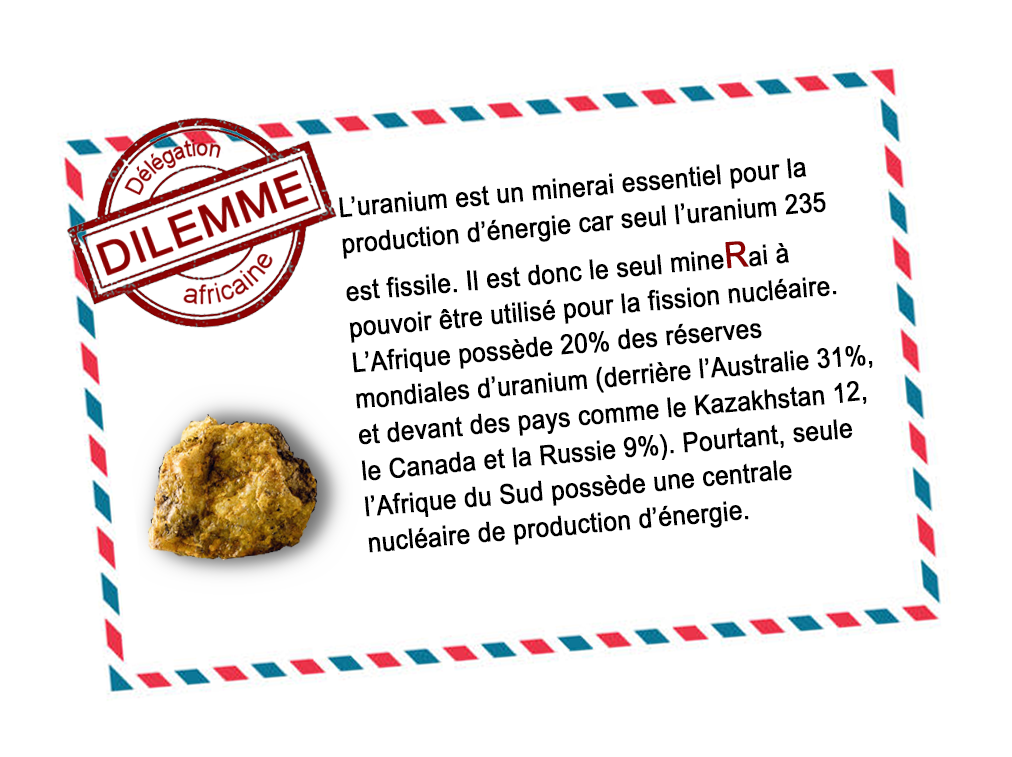 Délégation
DILEMME
africaine
L’uranium est un minerai essentiel pour la
production d’énergie car seul l’uranium 235
est fissile. Il est donc le seul mineRai à
pouvoir être utilisé pour la fission nucléaire.
L’Afrique possède 20% des réserves
mondiales d’uranium (derrière l’Australie 31%,
et devant des pays comme le Kazakhstan 12,
le Canada et la Russie 9%). Pourtant, seule
l’Afrique du Sud possède une centrale
nucléaire de production d’énergie.